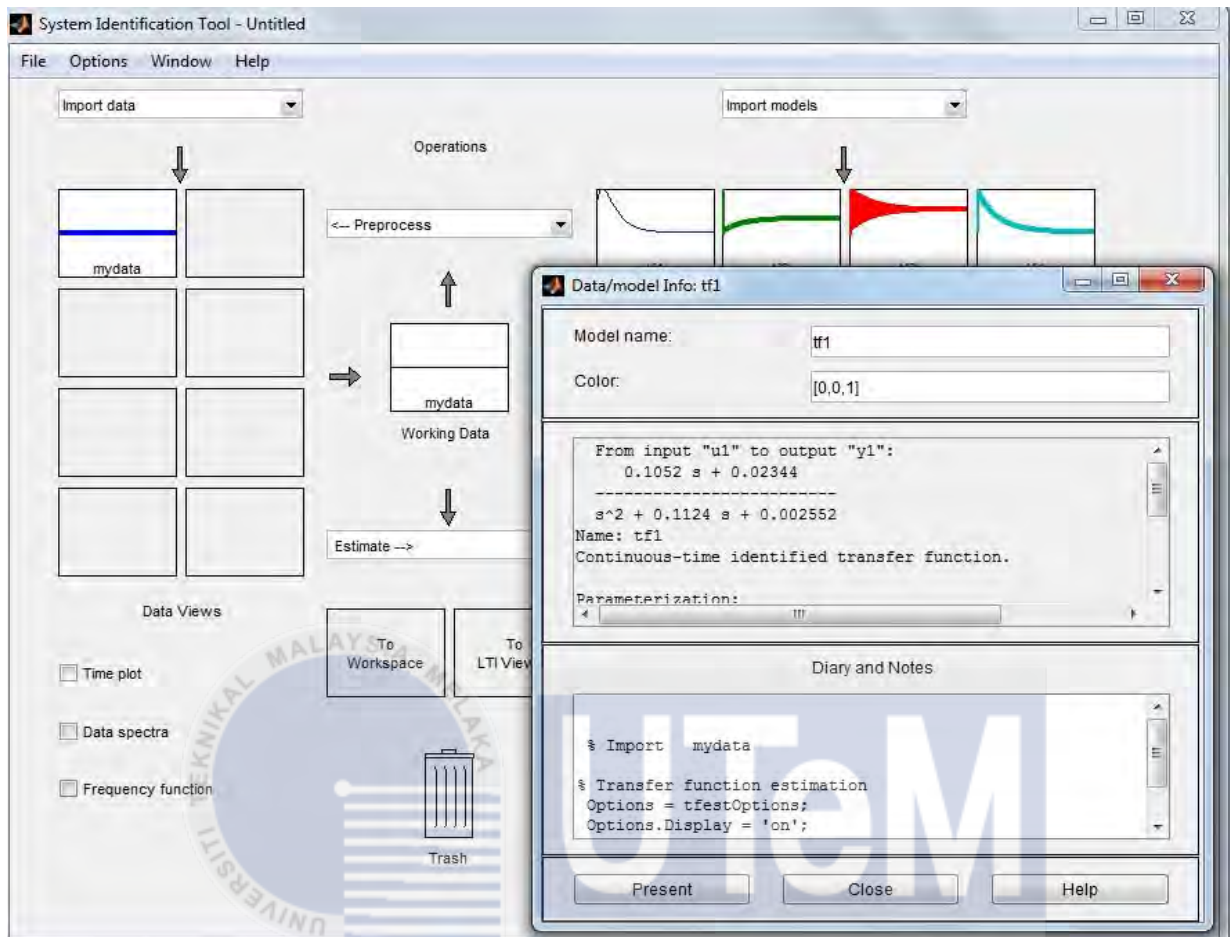 System Identification Tool - Untitled
File Options Window Help
Import data
Import models
Operations
<-- Preprocess
mydata
mydata
Working Data
Estimate -->
Data Views
Time plot
Data spectra
Frequency function
To Workspace
To LTI View
Trash
Data/model Info: tf1
Model name:
tf1
Color:
[0,0,1]
From input "u1" to output "y1":
0.1052 s + 0.02344
--------------------------
s^2 + 0.1124 s + 0.002552
Name: tf1
Continuous-time identified transfer function.
Parameterization:
Diary and Notes
% Import mydata
% Transfer function estimation
Options = tfestOptions;
Options.Display = 'on';
Present
Close
Help
UNIVERSITI TEKNIKAL MALAYSIA MELAKA
UTeM